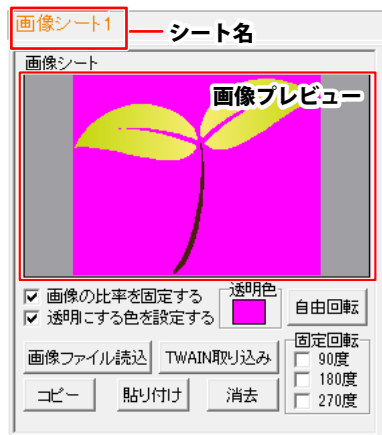 画像シート1
シート名
画像シート
画像プレビュー
画像の比率を固定する
透明にする色を設定する
透明色
自由回転
画像ファイル読込
TWAIN取り込み
固定回転
90度
180度
270度
コピー
貼り付け
消去